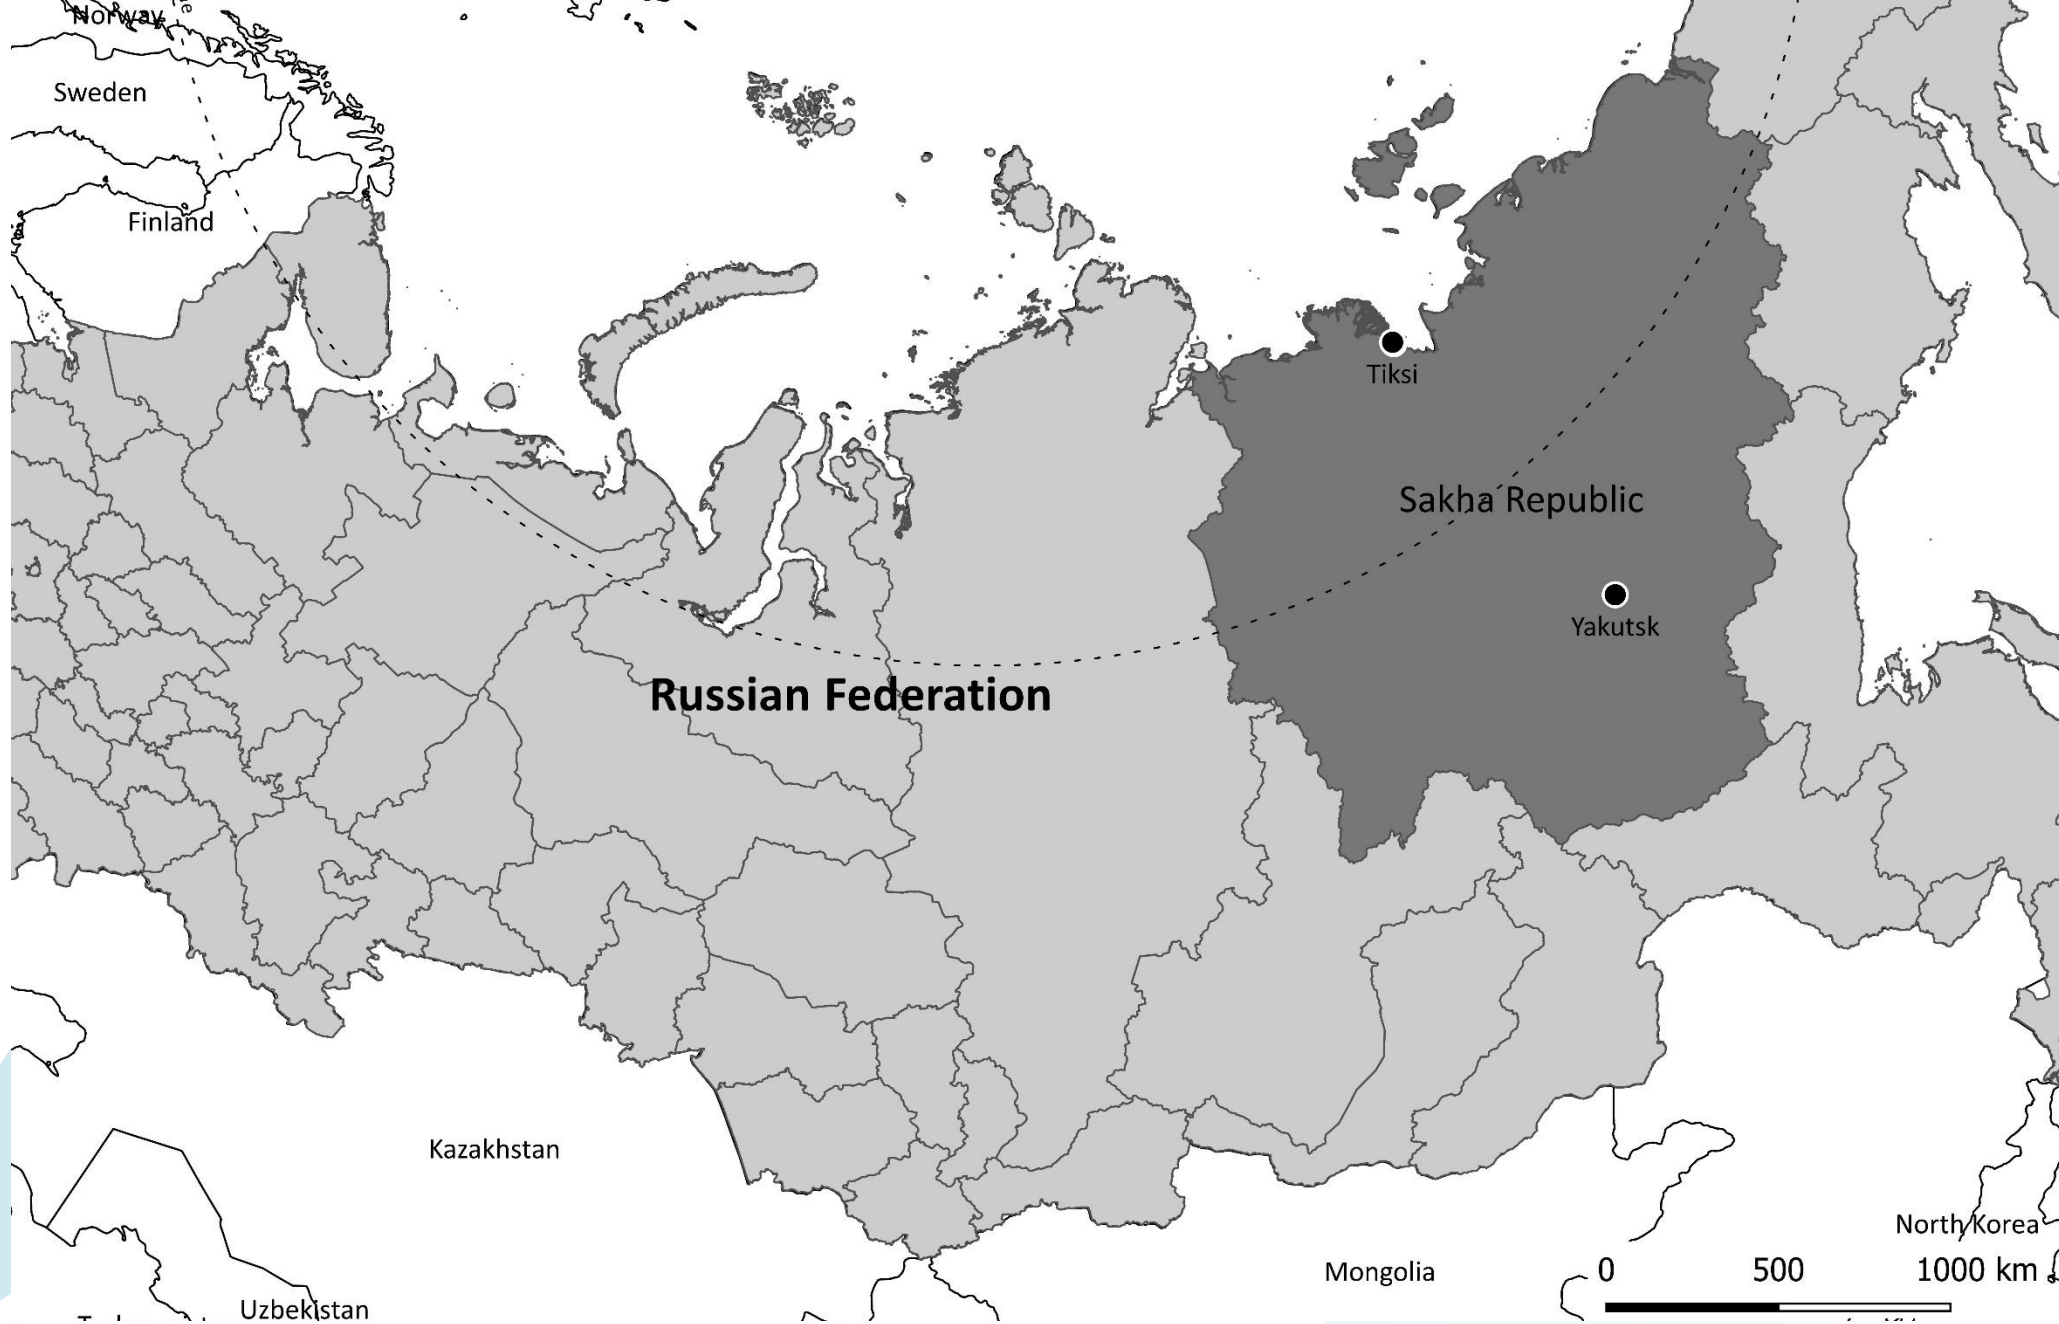 Norway
Sweden
Finland
Tiksi
Sakha Republic
Yakutsk
Russian Federation
Kazakhstan
North Korea
Mongolia
0 500 1000 km
Uzbekistan